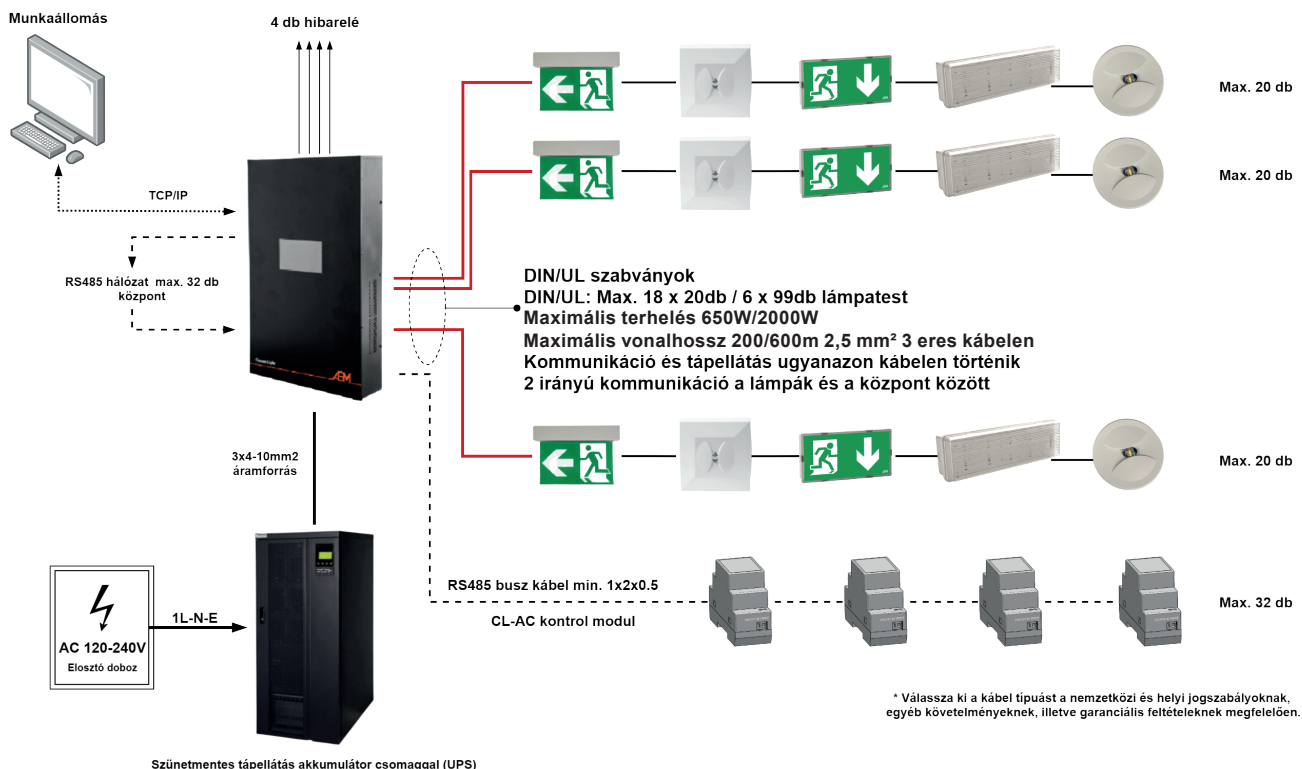 Munkaállomás
4 db hibarelé
Max. 20 db
Max. 20 db
TCP/IP
RS485 hálózat max. 32 db
központ
DIN/UL szabványok
DIN/UL: Max. 18 x 20db / 6 x 99db lámpatest
Maximális terhelés 650W/2000W
Maximális vonalhossz 200/600m 2,5 mm² 3 eres kábelen
Kommunikáció és tápellátás ugyanazon kábelen történik
2 irányú kommunikáció a lámpák és a központ között
AEM
3x4-10mm2
áramforrás
Max. 20 db
RS485 busz kábel min. 1x2x0.5
CL-AC kontrol modul
Max. 32 db
1L-N-E
AC 120-240V
Elosztó doboz
* Válassza ki a kábel típuást a nemzetközi és helyi jogszabályoknak,
egyéb követelményeknek, illetve garanciális feltételeknek megfelelően.
Szünetmentes tápellátás akkumulátor csomaggal (UPS)